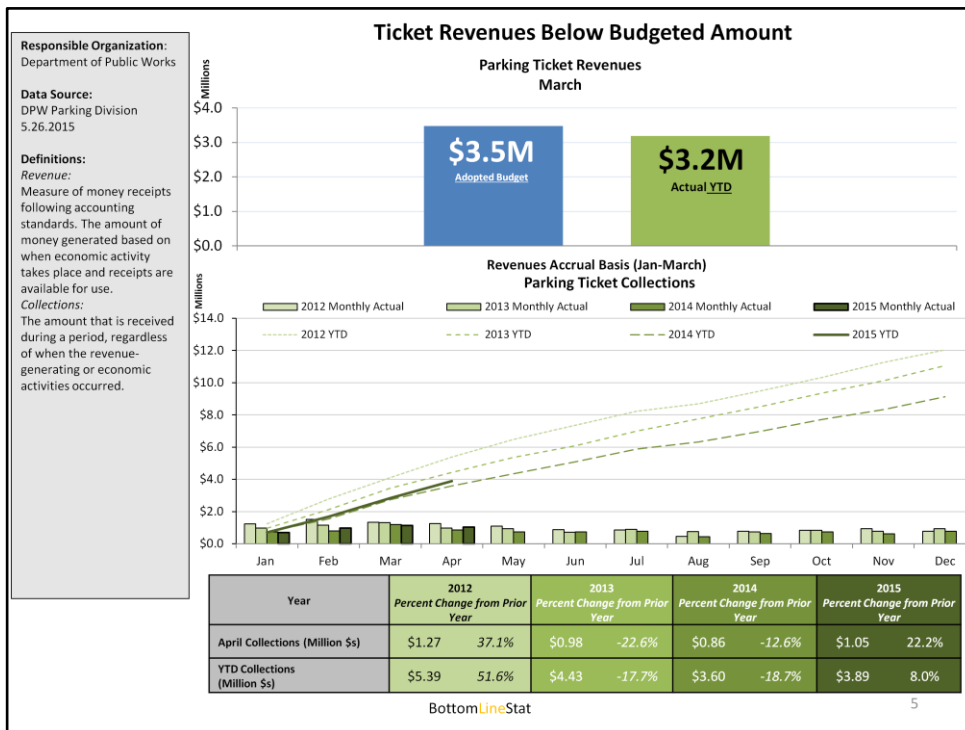 Ticket Revenues Below Budgeted Amount
Responsible Organization:
Department of Public Works
Data Source:
DPW Parking Division
5.26.2015
Definitions:
Revenue:
Measure of money receipts
following accounting
standards. The amount of
money generated based on
when economic activity
takes place and receipts are
available for use.
Collections:
The amount that is received
during a period, regardless
of when the revenue-
generating or economic
activities occurred.
Parking Ticket Revenues
March
Millions
$4.0
$3.0
$2.0
$1.0
$0.0
$3.5M
Adopted Budget
$3.2M
Actual YTD
Revenues Accrual Basis (Jan-March)
Parking Ticket Collections
Millions
2012 Monthly Actual
2013 Monthly Actual
2014 Monthly Actual
2015 Monthly Actual
2012 YTD
2013 YTD
2014 YTD
2015 YTD
$14.0
$12.0
$10.0
$8.0
$6.0
$4.0
$2.0
$0.0
Jan Feb Mar Apr May Jun Jul Aug Sep Oct Nov Dec
Year
2012
Percent Change from Prior
Year
2013
Percent Change from Prior
Year
2014
Percent Change from Prior
Year
2015
Percent Change from Prior
Year
April Collections (Million $s) $1.27 37.1% $0.98 -22.6% $0.86 -12.6% $1.05 22.2%
YTD Collections
(Million $s) $5.39 51.6% $4.43 -17.7% $3.60 -18.7% $3.89 8.0%
BottomLineStat
5